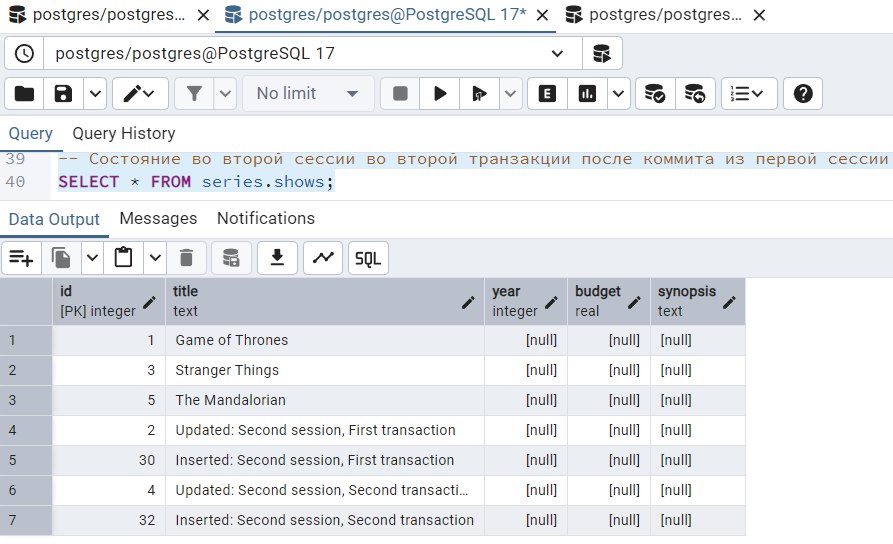 postgres/postgres... postgres/postgres@PostgreSQL 17* postgres/postgres...
postgres/postgres@PostgreSQL 17
No limit E
Query Query History
39 -- Состояние во второй сессии во второй транзакции после коммита из первой сессии
40 SELECT * FROM series.shows;
Data Output Messages Notifications
SQL
id title year budget synopsis
[PK] integer text integer real text
1 1 Game of Thrones [null] [null] [null]
2 3 Stranger Things [null] [null] [null]
3 5 The Mandalorian [null] [null] [null]
4 2 Updated: Second session, First transaction [null] [null] [null]
5 30 Inserted: Second session, First transaction [null] [null] [null]
6 4 Updated: Second session, Second transacti... [null] [null] [null]
7 32 Inserted: Second session, Second transaction [null] [null] [null]